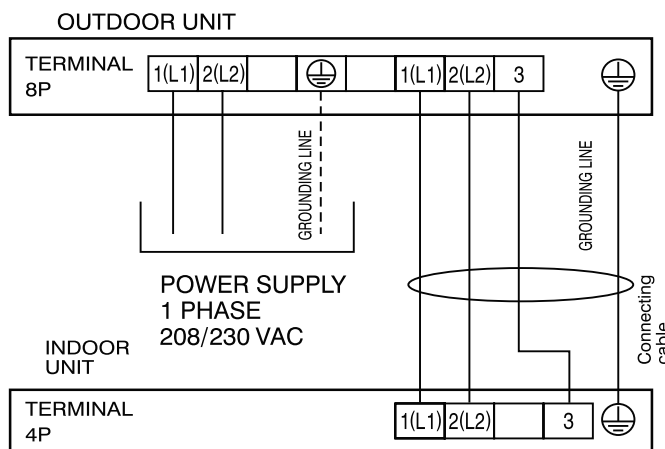 OUTDOOR UNIT
TERMINAL
8P
1(L1) 2(L2) 1(L1) 2(L2) 3
GROUNDING LINE
GROUNDING LINE
POWER SUPPLY
1 PHASE
208/230 VAC
Connecting
cable
INDOOR
UNIT
TERMINAL
4P
1(L1) 2(L2) 3